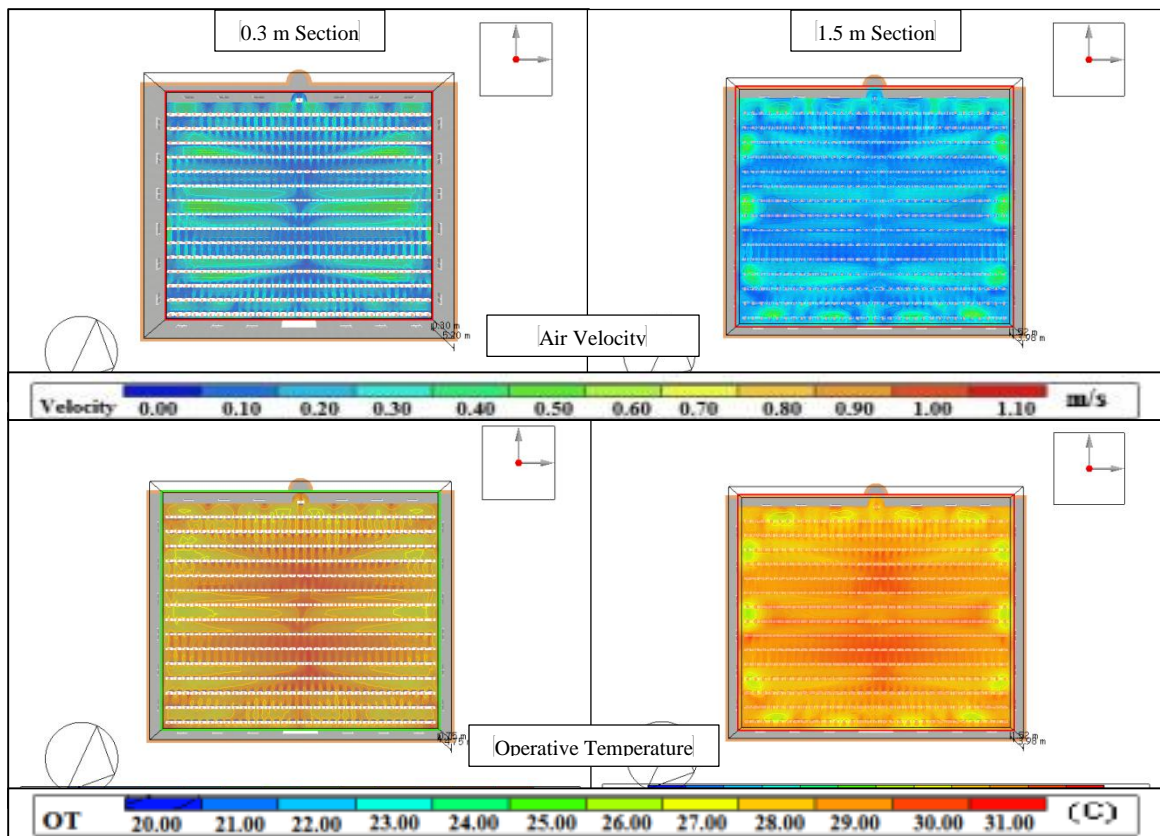 0.3 m Section
1.5 m Section
Air Velocity
Velocity 0.00 0.10 0.20 0.30 0.40 0.50 0.60 0.70 0.80 0.90 1.00 1.10 m/s
Operative Temperature
OT 20.00 21.00 22.00 23.00 24.00 25.00 26.00 27.00 28.00 29.00 30.00 31.00 (C)